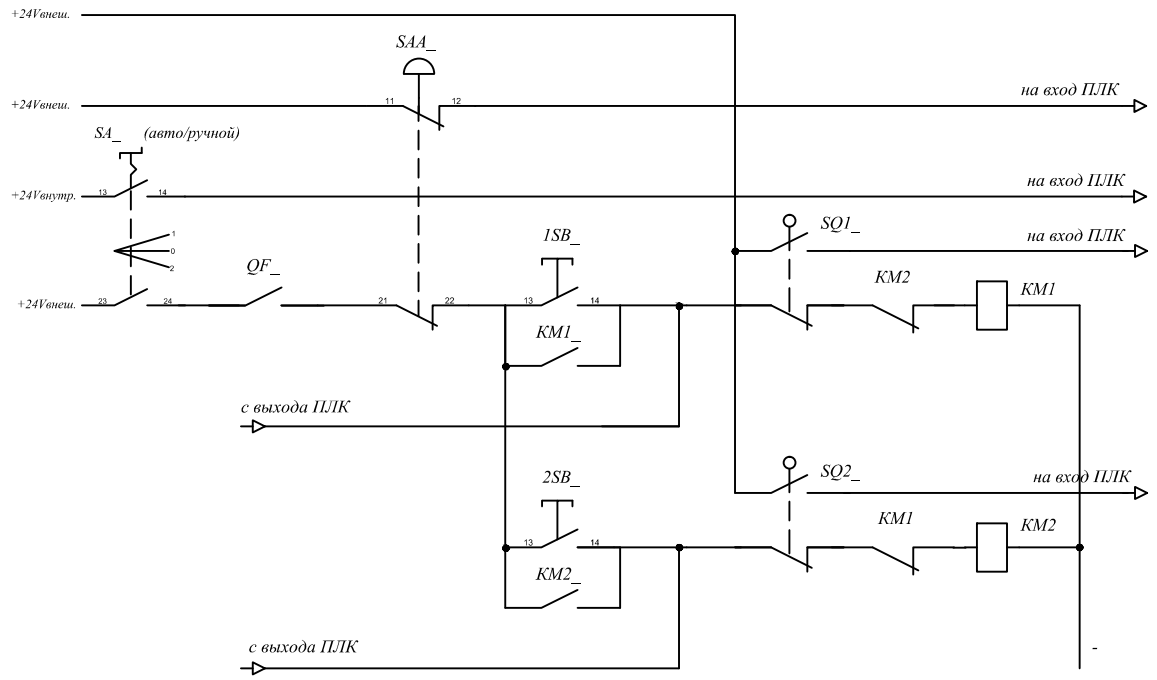 +24Vвнеш.
SAA_
+24Vвнеш.
11
12
на вход ПЛК
SA_ (авто/ручной)
+24Vвнутр.
13
14
на вход ПЛК
1
0
2
SQ1_
на вход ПЛК
1SB_
QF_
KM2
KM1
+24Vвнеш.
23
24
21
22
13
14
KM1_
с выхода ПЛК
2SB_
SQ2_
на вход ПЛК
KM1
KM2
13
14
KM2_
с выхода ПЛК
-